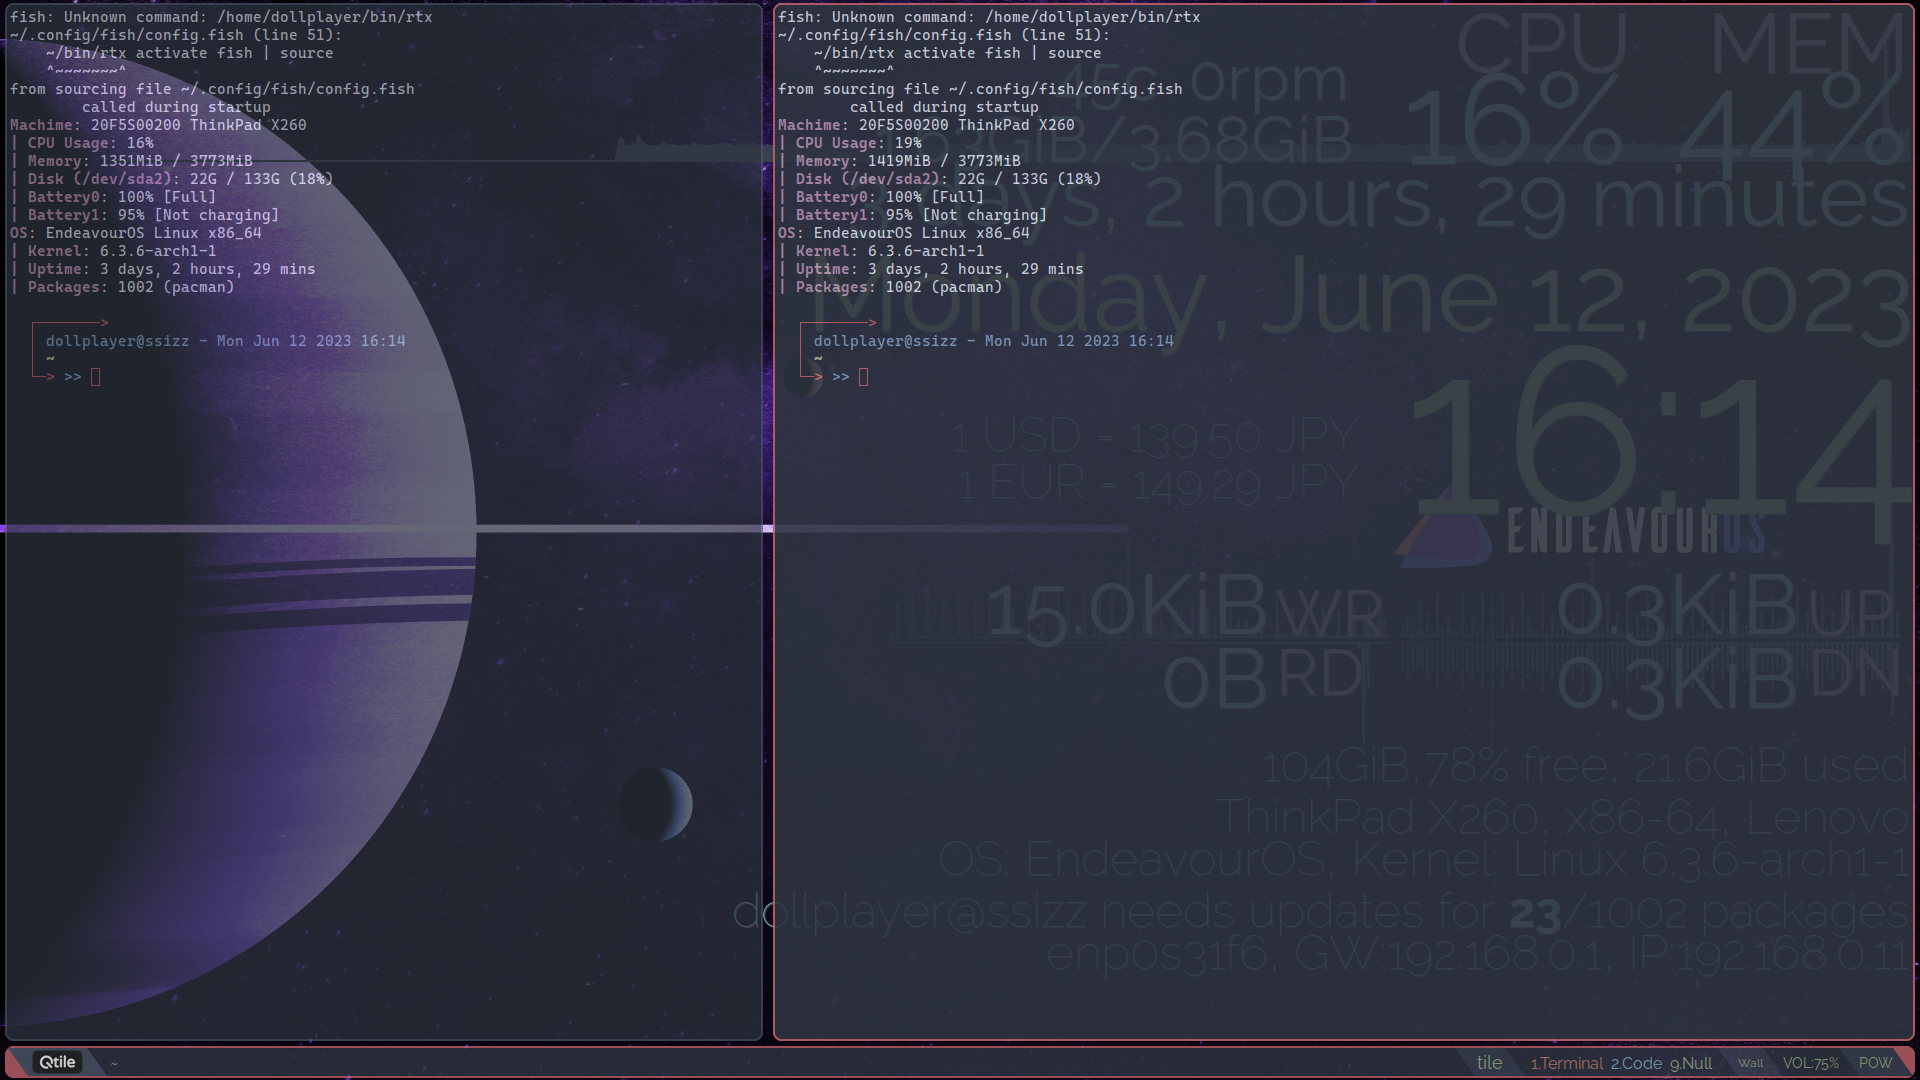 fish: Unknown command: /home/dollplayer/bin/rtx
~/.config/fish/config.fish (line 51):
~/bin/rtx activate fish | source
^~~~~~~~^
from sourcing file ~/.config/fish/config.fish
called during startup
Machine: 20F5S00200 ThinkPad X260
| CPU Usage: 16%
| Memory: 1351MiB / 3773MiB
| Disk (/dev/sda2): 22G / 133G (18%)
| Battery0: 100% [Full]
| Battery1: 95% [Not charging]
OS: EndeavourOS Linux x86_64
| Kernel: 6.3.6-arch1-1
| Uptime: 3 days, 2 hours, 29 mins
| Packages: 1002 (pacman)
dollplayer@ssizz - Mon Jun 12 2023 16:14
~
> >>
fish: Unknown command: /home/dollplayer/bin/rtx
~/.config/fish/config.fish (line 51):
~/bin/rtx activate fish | source
^~~~~~~~^
from sourcing file ~/.config/fish/config.fish
called during startup
Machine: 20F5S00200 ThinkPad X260
| CPU Usage: 19%
| Memory: 1419MiB / 3773MiB
| Disk (/dev/sda2): 22G / 133G (18%)
| Battery0: 100% [Full]
| Battery1: 95% [Not charging]
OS: EndeavourOS Linux x86_64
| Kernel: 6.3.6-arch1-1
| Uptime: 3 days, 2 hours, 29 mins
| Packages: 1002 (pacman)
dollplayer@ssizz - Mon Jun 12 2023 16:14
~
> >>
CPU MEM
45c 0rpm 16% 44%
/3.68GiB
days, 2 hours, 29 minutes
Monday, June 12, 2023
16:14
1 USD = 139.50 JPY
1 EUR = 149.29 JPY
ENDEAVOUROS
15.0KiB WR 0.3KiB UP
0B RD 0.3KiB DN
104GiB, 78% free, 21.6GiB used
ThinkPad X260, x86-64, Lenovo
OS: EndeavourOS, Kernel: Linux 6.3.6-arch1-1
dollplayer@ssizz needs updates for 23/1002 packages
enp0s31f6, GW:192.168.0.1, IP:192.168.0.11
Qtile ~ tile 1.Terminal 2.Code 9.Null Wall VOL:75% POW